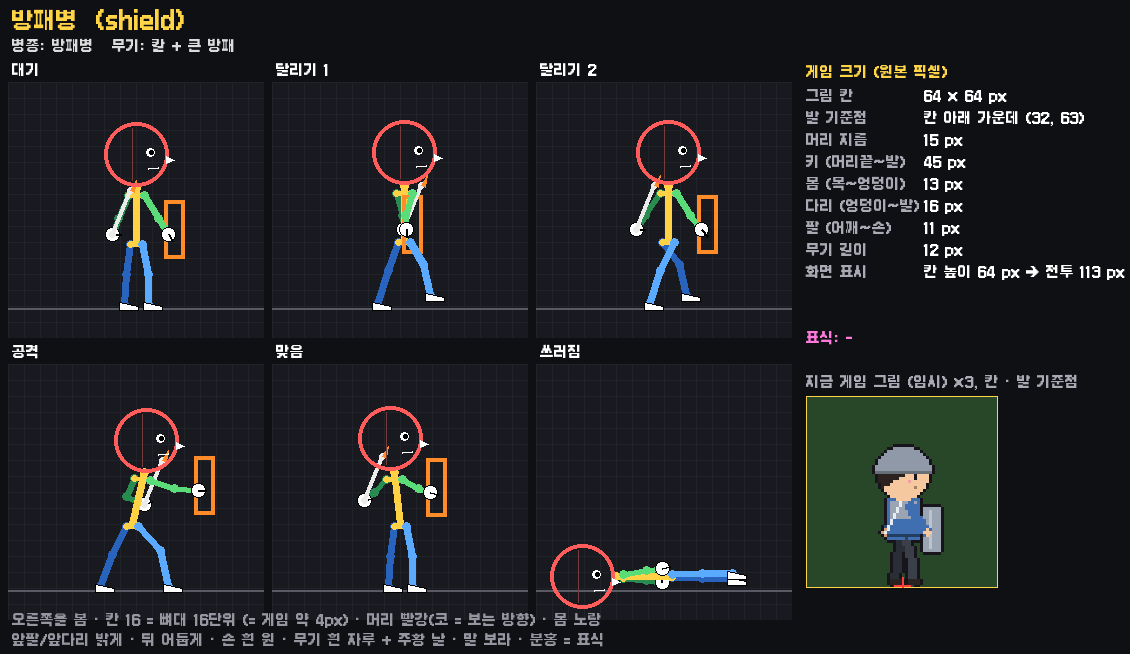 방패병 (shield)
병종: 방패병 무기: 칼 + 큰 방패
대기
달리기 1
달리기 2
공격
맞음
쓰러짐
오른쪽을 봄 · 칸 16 = 뼈대 16단위 (= 게임 약 4px) · 머리 빨강(코 = 보는 방향) · 몸 노랑
앞팔/앞다리 밝게 · 뒤 어둡게 · 손 흰 원 · 무기 흰 자루 + 주황 날 · 말 보라 · 분홍 = 표식
게임 크기 (원본 픽셀)
그림 칸 64 × 64 px
발 기준점 칸 아래 가운데 (32, 63)
머리 지름 15 px
키 (머리끝~발) 45 px
몸 (목~엉덩이) 13 px
다리 (엉덩이~발) 16 px
팔 (어깨~손) 11 px
무기 길이 12 px
화면 표시 칸 높이 64 px → 전투 113 px
표식: -
지금 게임 그림 (임시) ×3, 칸 · 발 기준점